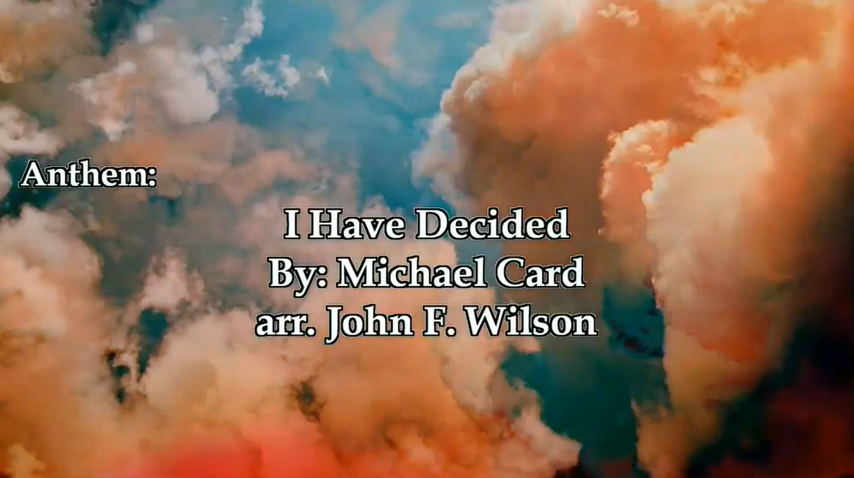 Anthem:
I Have Decided
By: Michael Card
arr. John F. Wilson